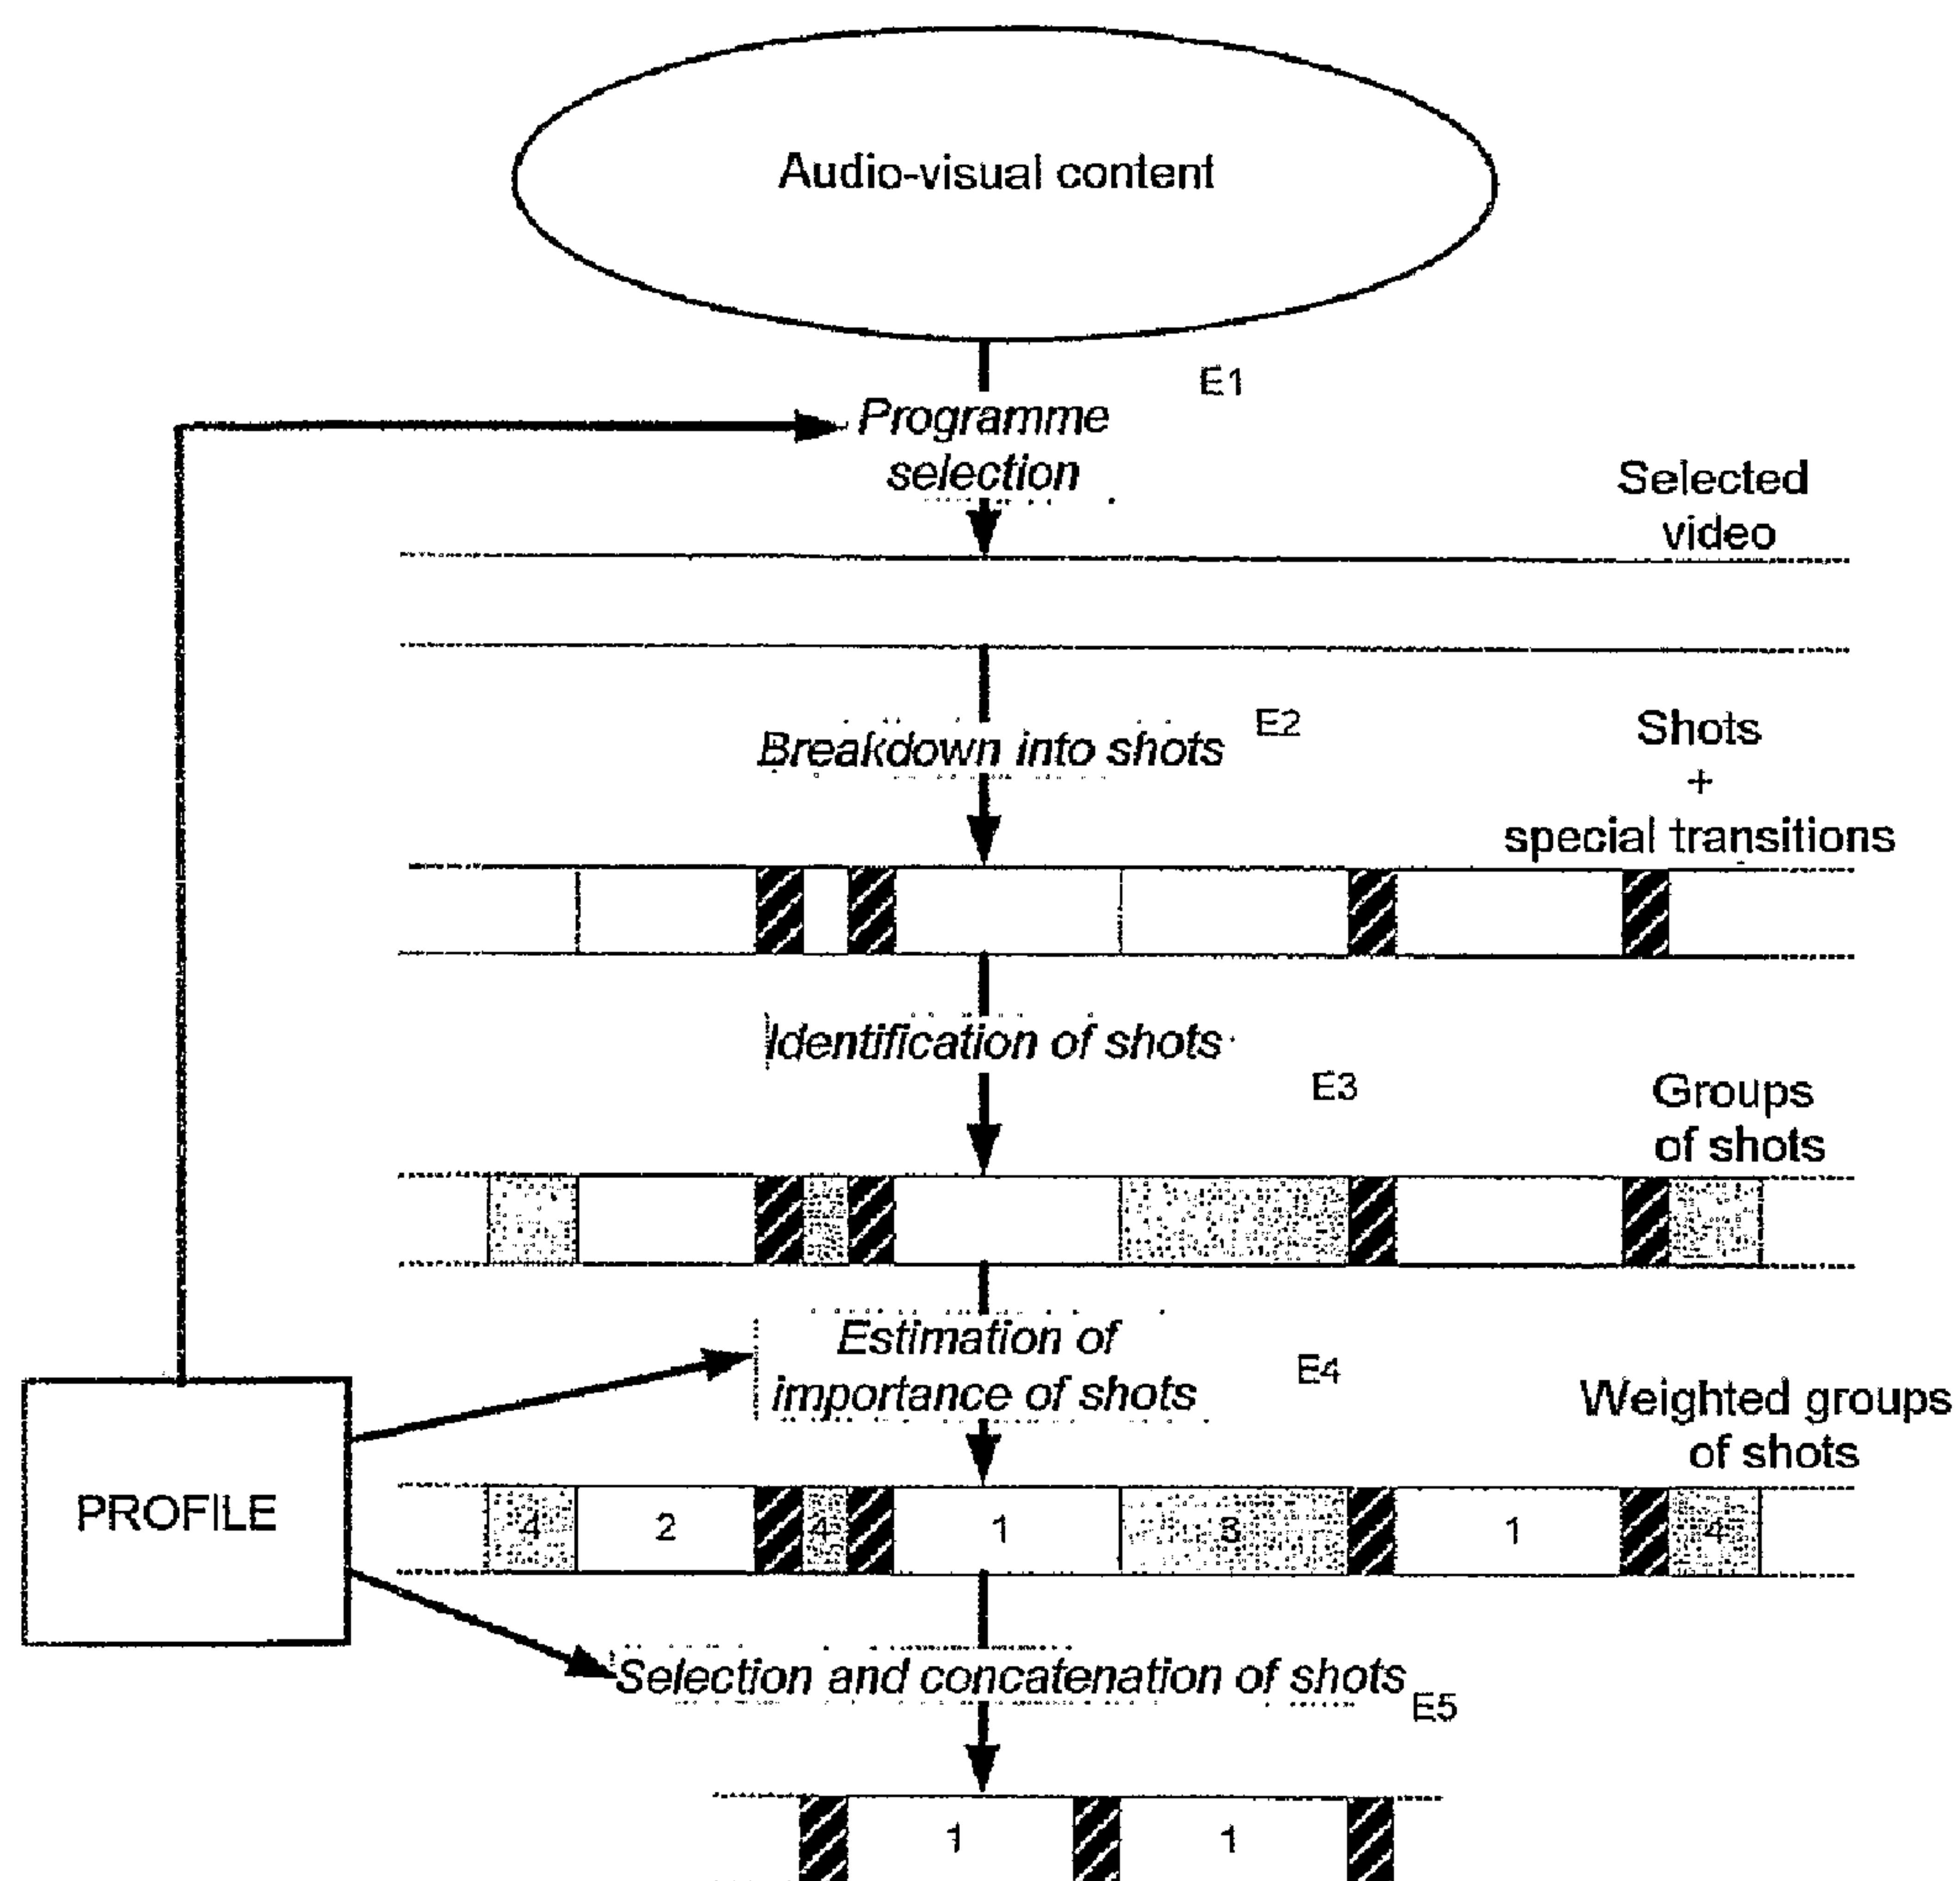 Audio-visual content
E1
Programme
selection
Selected
video
Breakdown into shots
E2
Shots
+
special transitions
Identification of shots
E3
Groups
of shots
Estimation of
importance of shots
E4
Weighted groups
of shots
PROFILE
4 2 4 1 3 1 4
Selection and concatenation of shots
E5
1 1